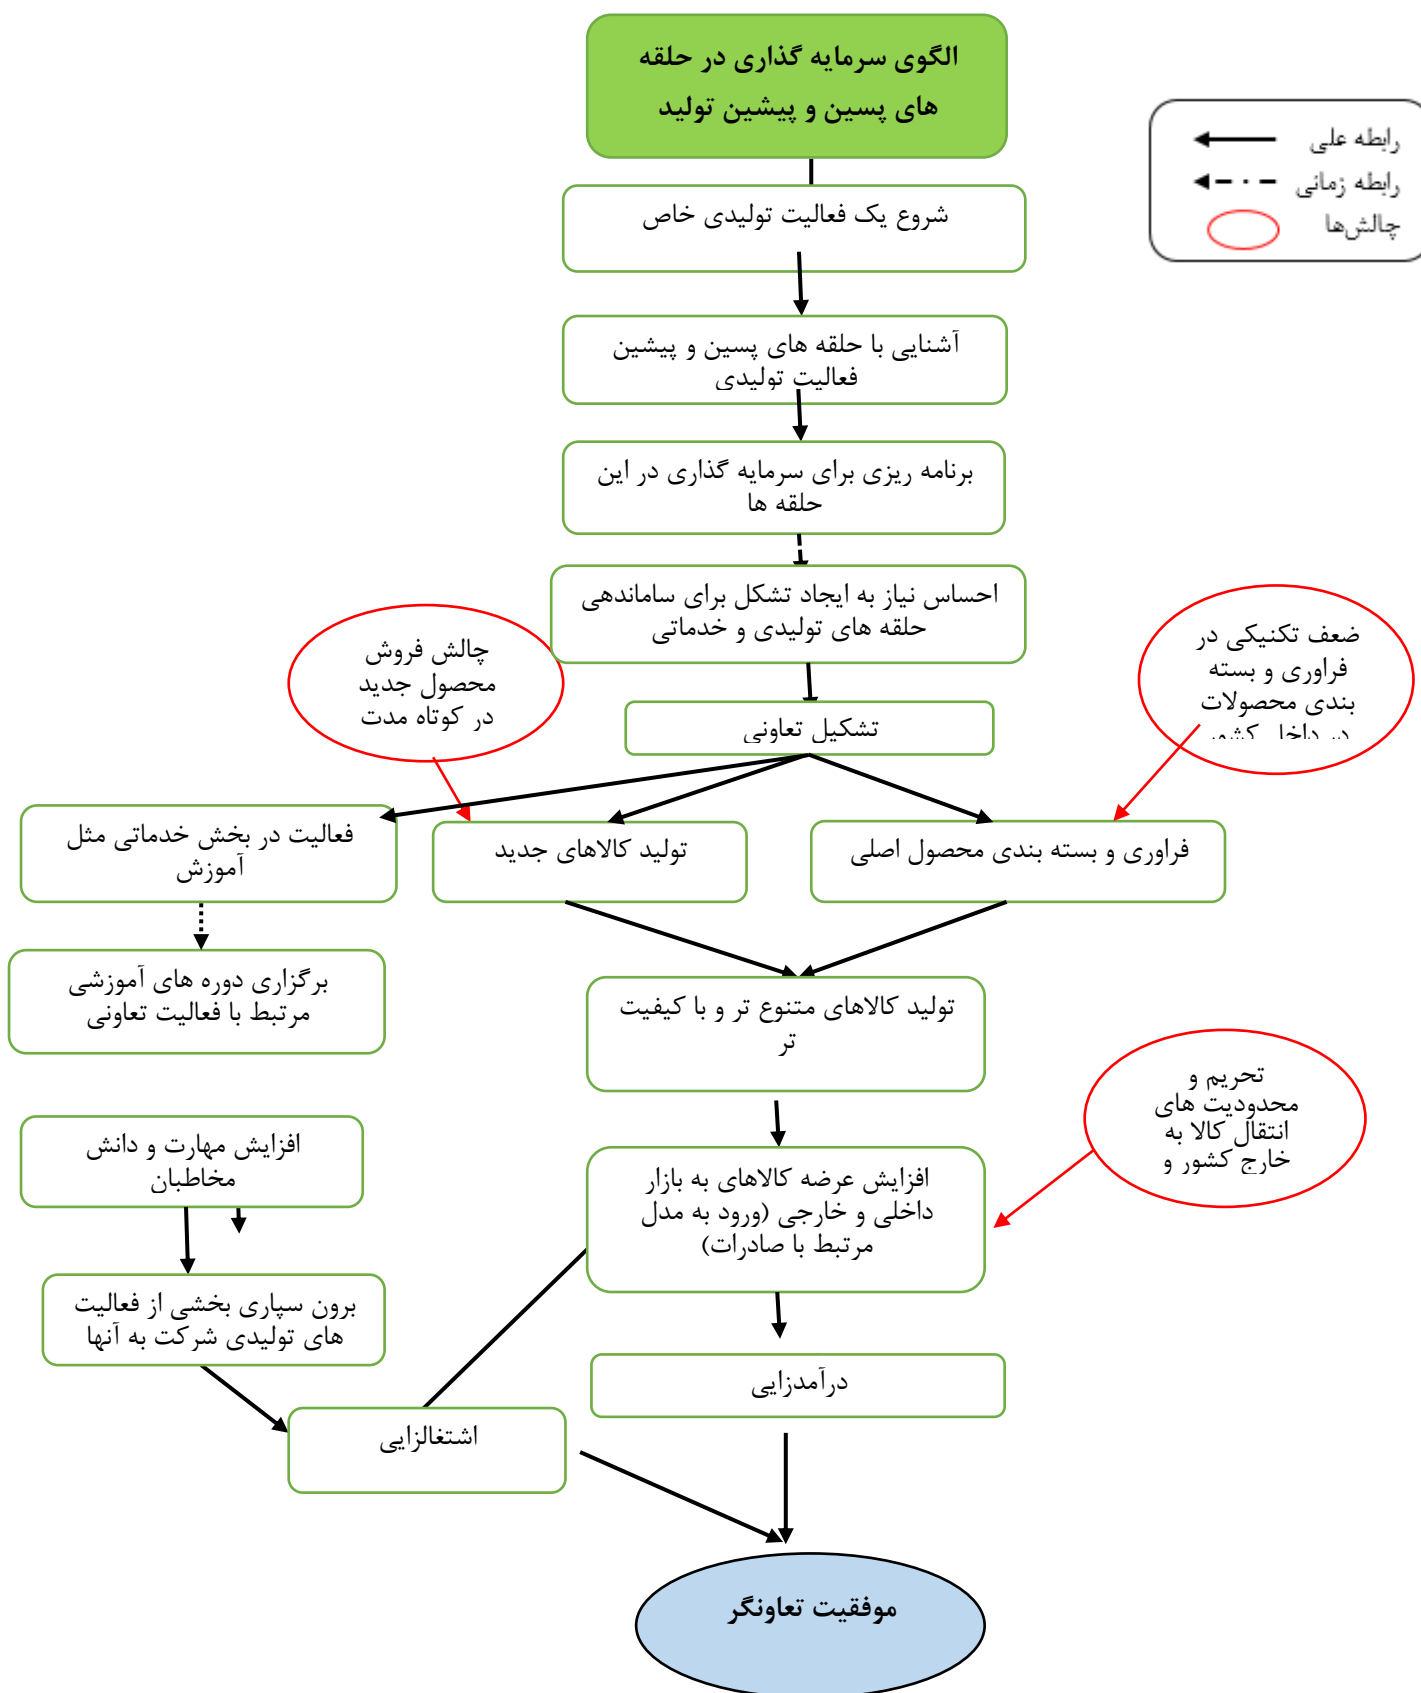 الگوی سرمایه گذاری در حلقه
های پسین و پیشین تولید
رابطه علی
رابطه زمانی
چالش‌ها
شروع یک فعالیت تولیدی خاص
آشنایی با حلقه های پسین و پیشین
فعالیت تولیدی
برنامه ریزی برای سرمایه گذاری در این
حلقه ها
احساس نیاز به ایجاد تشکل برای ساماندهی
حلقه های تولیدی و خدماتی
ضعف تکنیکی در
فراوری و بسته
بندی محصولات
در داخل کشور
چالش فروش
محصول جدید
در کوتاه مدت
تشکیل تعاونی
فراوری و بسته بندی محصول اصلی
تولید کالاهای جدید
فعالیت در بخش خدماتی مثل
آموزش
برگزاری دوره های آموزشی
مرتبط با فعالیت تعاونی
تولید کالاهای متنوع تر و با کیفیت
تر
تحریم و
محدودیت های
انتقال کالا به
خارج کشور و
افزایش مهارت و دانش
مخاطبان
افزایش عرضه کالاهای به بازار
داخلی و خارجی (ورود به مدل
مرتبط با صادرات)
برون سپاری بخشی از فعالیت
های تولیدی شرکت به آنها
درآمدزایی
اشتغالزایی
موفقیت تعاونگر